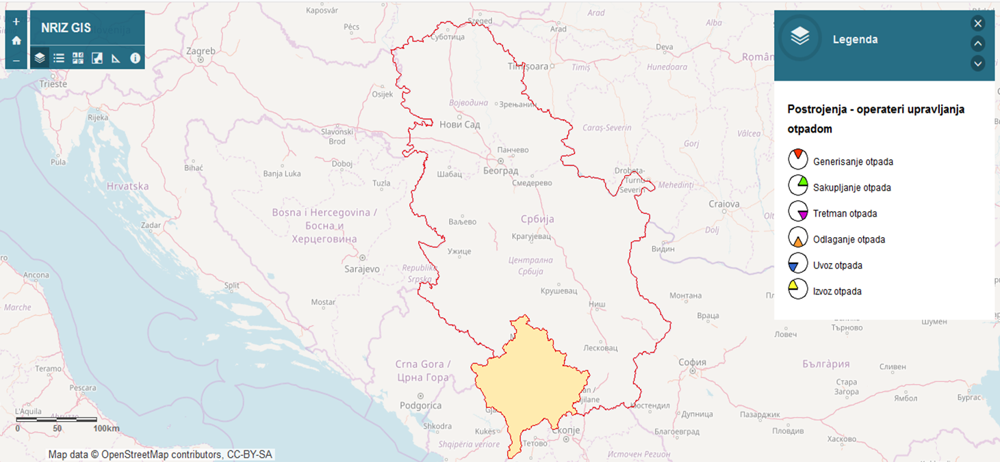 NRIZ GIS
Legenda
Postrojenja - operateri upravljanja
otpadom
Generisanje otpada
Sakupljanje otpada
Tretman otpada
Odlaganje otpada
Uvoz otpada
Izvoz otpada
Kaposvár
Szeged
Arad
Alba
Pécs
Суботица
Arad
Zagreb
Deva
Român
Timișoara
Timiș
Hunedoara
Trieste
Osijek
Војводина
Зрењанин
Rijeka
Нови Сад
Caraș-Severin
Vâlcea
Slavonski
Brod
Gorj
Панчево
Pula
Bihać
Doboj
Београд
Banja Luka
Шабац
Drobeta-
Turnu
Severin
Mehedinți
Hrvatska
Tuzla
Смедерево
Craiova
Olt
Bosna i Hercegovina /
Босна и
Херцеговина
Србија
Ваљево
Zadar
Dolj
Крагујевац
Видин
Ужице
Sarajevo
Централна
Србија
Republika
Srpska
Ancona
Split
Крушевац
Marche
Mostar
Ниш
Монтана
Враца
Ловеч
Търново
Шумен
Лесковац
Crna Gora /
Црна Гора
София
България
Сливен
Teramo
Pescara
Стара
Загора
Ямбол
Бургас
Podgorica
L'Aquila
Abruzzo
Кюстендил
Дупница
Пазарджик
Shkodra
Kukës
Скопје
Благоевград
Пловдив
Хасково
Shqipëria veriore
Тетово
Источен Регион
0 50 100km
Map data © OpenStreetMap contributors, CC-BY-SA